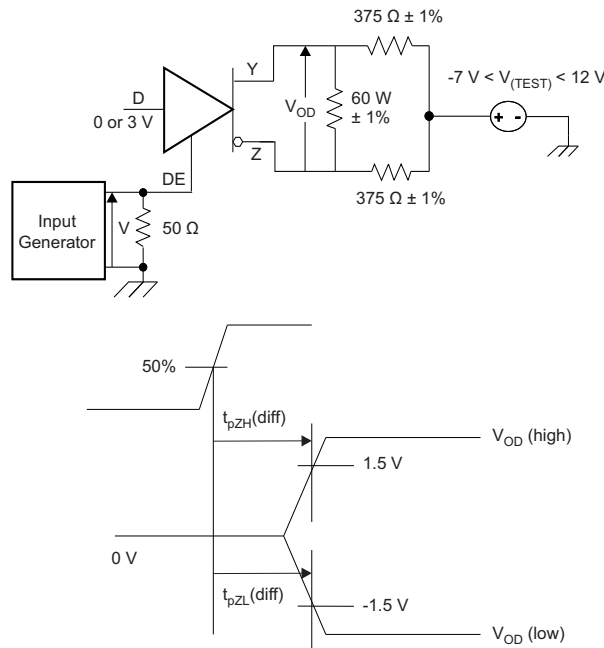 375 Ω ± 1%
Y
-7 V < V(TEST) < 12 V
D
VOD
60 W
± 1%
0 or 3 V
Z
DE
375 Ω ± 1%
Input
Generator
V
50 Ω
50%
tpZH(diff)
VOD (high)
1.5 V
0 V
tpZL(diff)
-1.5 V
VOD (low)